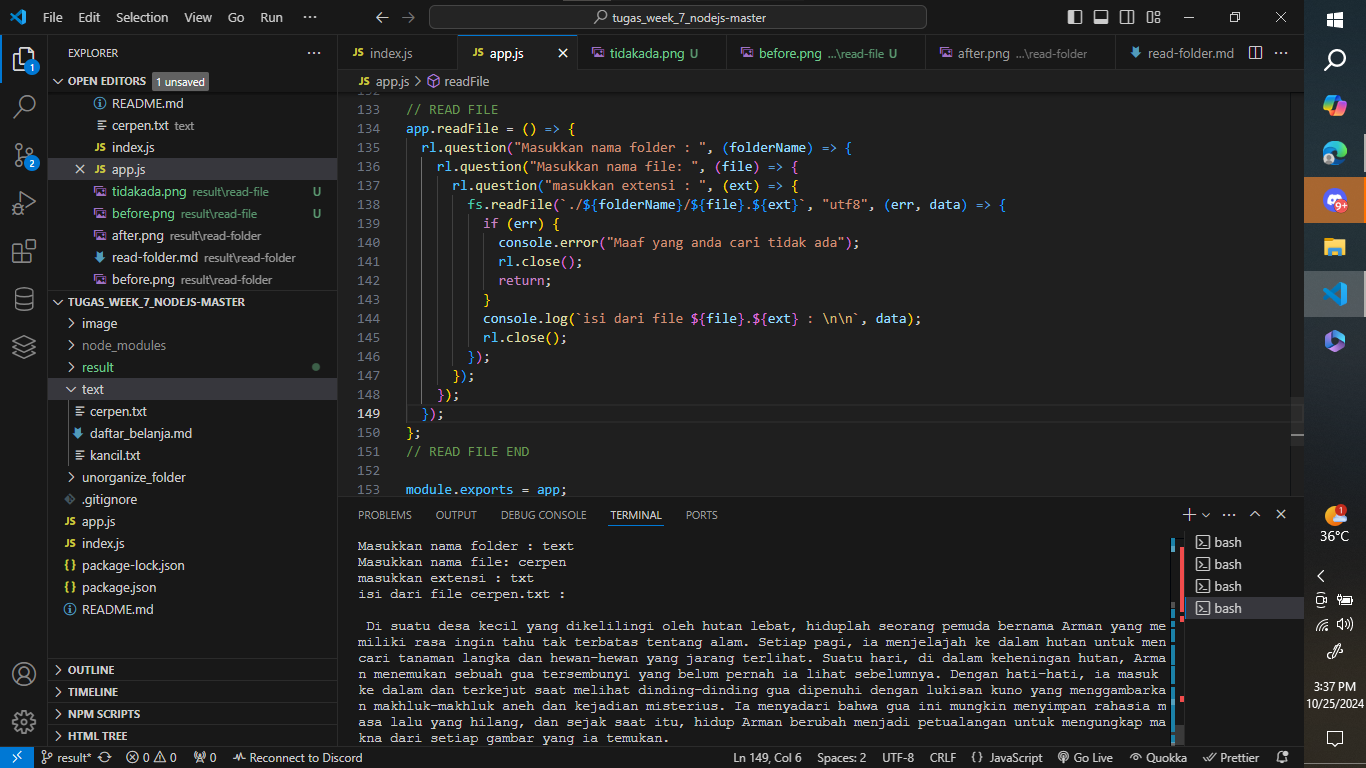 File Edit Selection View Go Run ··· tugas_week_7_nodejs-master
EXPLORER
OPEN EDITORS 1 unsaved
README.md
cerpen.txt text
index.js
app.js
tidakada.png result\read-file U
before.png result\read-file U
after.png result\read-folder
read-folder.md result\read-folder
before.png result\read-folder
TUGAS_WEEK_7_NODEJS-MASTER
image
node_modules
result
text
cerpen.txt
daftar_belanja.md
kancil.txt
unorganize_folder
.gitignore
app.js
index.js
package-lock.json
package.json
README.md
OUTLINE
TIMELINE
NPM SCRIPTS
HTML TREE
index.js app.js tidakada.png U before.png ...\read-file U after.png ...\read-folder read-folder.md
app.js > readFile
132
133 // READ FILE
134 app.readFile = () => {
135 rl.question("Masukkan nama folder : ", (folderName) => {
136 rl.question("Masukkan nama file: ", (file) => {
137 rl.question("masukkan extensi : ", (ext) => {
138 fs.readFile(`./${folderName}/${file}.${ext}`, "utf8", (err, data) => {
139 if (err) {
140 console.error("Maaf yang anda cari tidak ada");
141 rl.close();
142 return;
143 }
144 console.log(`isi dari file ${file}.${ext} : \n\n`, data);
145 rl.close();
146 });
147 });
148 });
149 });
150 };
151 // READ FILE END
152
153 module.exports = app;
PROBLEMS OUTPUT DEBUG CONSOLE TERMINAL PORTS
Masukkan nama folder : text
Masukkan nama file: cerpen
masukkan extensi : txt
isi dari file cerpen.txt :
Di suatu desa kecil yang dikelilingi oleh hutan lebat, hiduplah seorang pemuda bernama Arman yang me
miliki rasa ingin tahu tak terbatas tentang alam. Setiap pagi, ia menjelajah ke dalam hutan untuk men
cari tanaman langka dan hewan-hewan yang jarang terlihat. Suatu hari, di dalam keheningan hutan, Arma
n menemukan sebuah gua tersembunyi yang belum pernah ia lihat sebelumnya. Dengan hati-hati, ia masuk
ke dalam dan terkejut saat melihat dinding-dinding gua dipenuhi dengan lukisan kuno yang menggambarka
n makhluk-makhluk aneh dan kejadian misterius. Ia menyadari bahwa gua ini mungkin menyimpan rahasia m
asa lalu yang hilang, dan sejak saat itu, hidup Arman berubah menjadi petualangan untuk mengungkap ma
kna dari setiap gambar yang ia temukan.
bash
bash
bash
bash
result* 0 0 0 Reconnect to Discord Ln 149, Col 6 Spaces: 2 UTF-8 CRLF {} JavaScript Go Live Quokka Prettier
1
2
9+
1
36°C
3:37 PM
10/25/2024